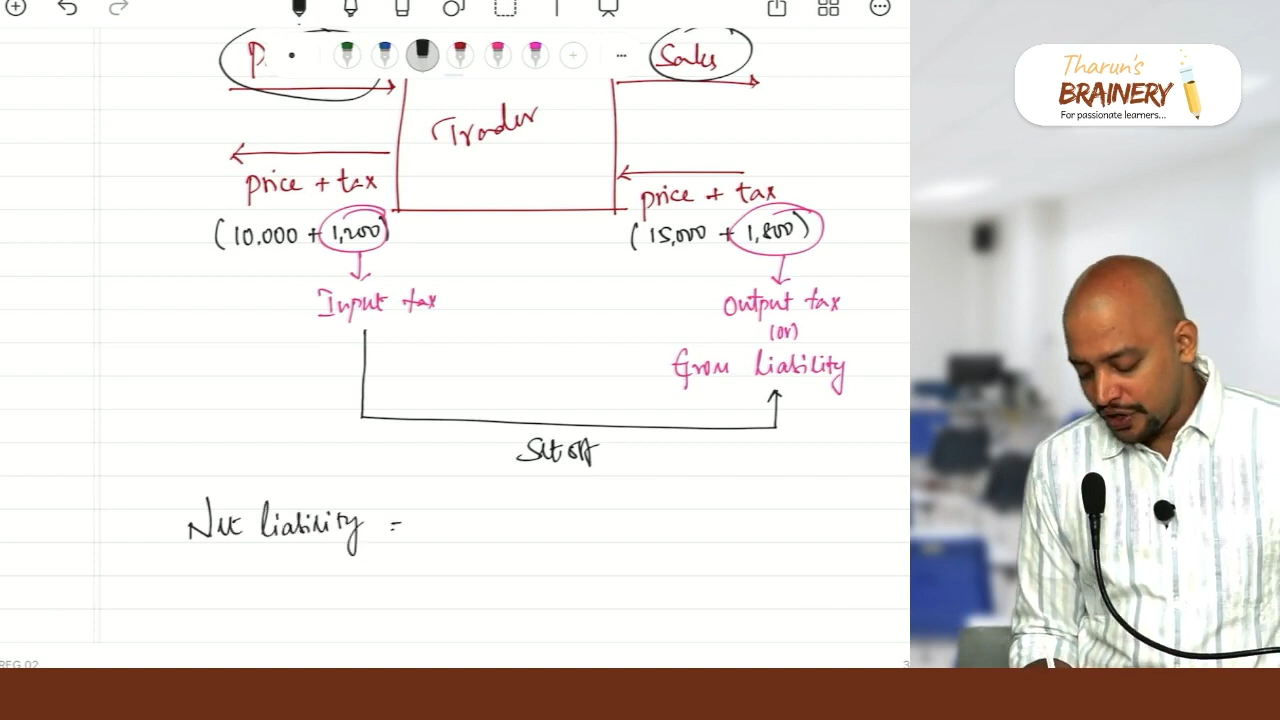 Sales
Trader
price + tax
price + tax
(10,000 + 1,200)
(15,000 + 1,800)
Input tax
Output tax
(or)
Gross liability
Set off
Net liability =
Tharun's
BRAINERY
For passionate learners...